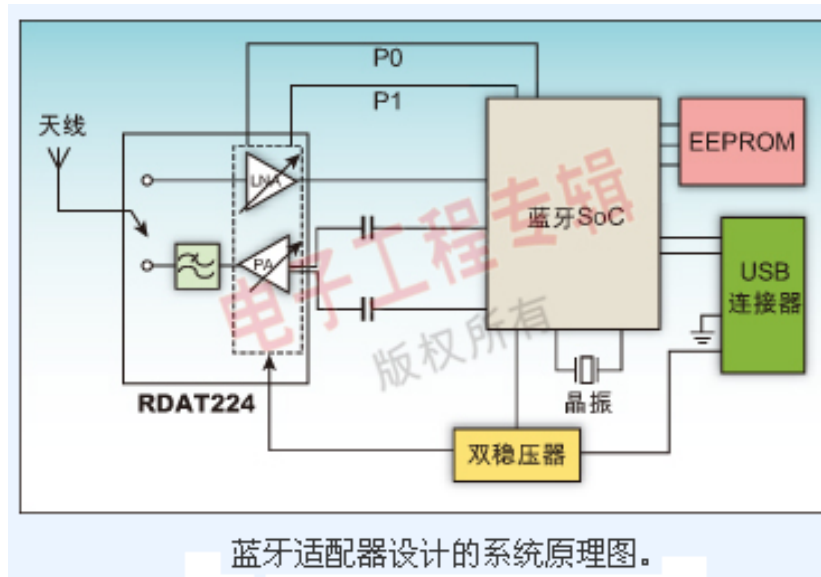 P0
P1
天线
LNA
PA
RDAT224
蓝牙SoC
EEPROM
USB
连接器
晶振
双稳压器
电子工程专辑
版权所有
蓝牙适配器设计的系统原理图。